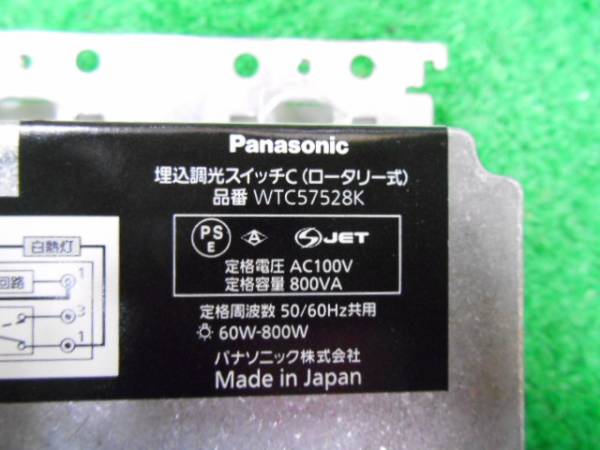 Panasonic
埋込調光スイッチC（ロータリー式）
品番 WTC57528K
PS
E
JET
定格電圧 AC100V
定格容量 800VA
定格周波数 50/60Hz共用
60W-800W
パナソニック株式会社
Made in Japan
白熱灯
回路
1
3
1